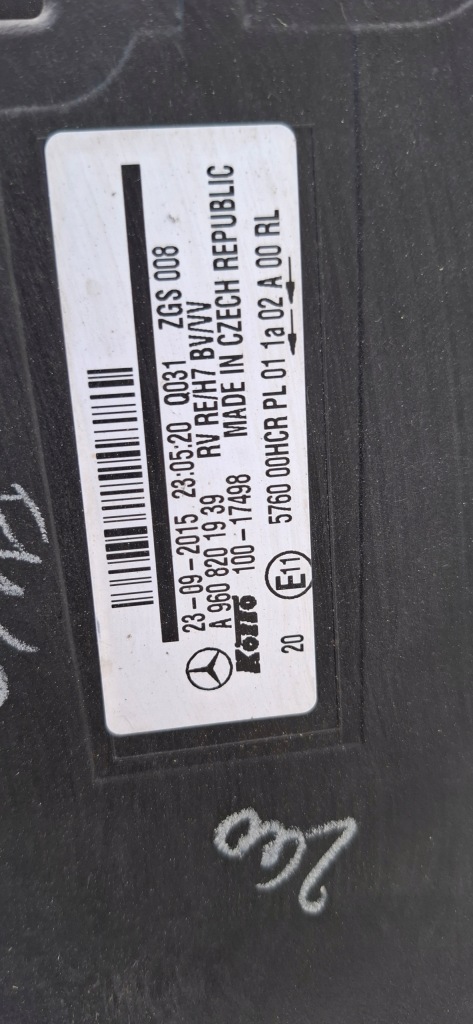 23-09-2015 23:05:20 Q031 ZGS 008
A 960 820 19 39 RV RE/H7 BV/VV
KOITO 100-17498 MADE IN CZECH REPUBLIC
20 E11 5760 00HCR PL 01 1a 02 A 00 RL
200